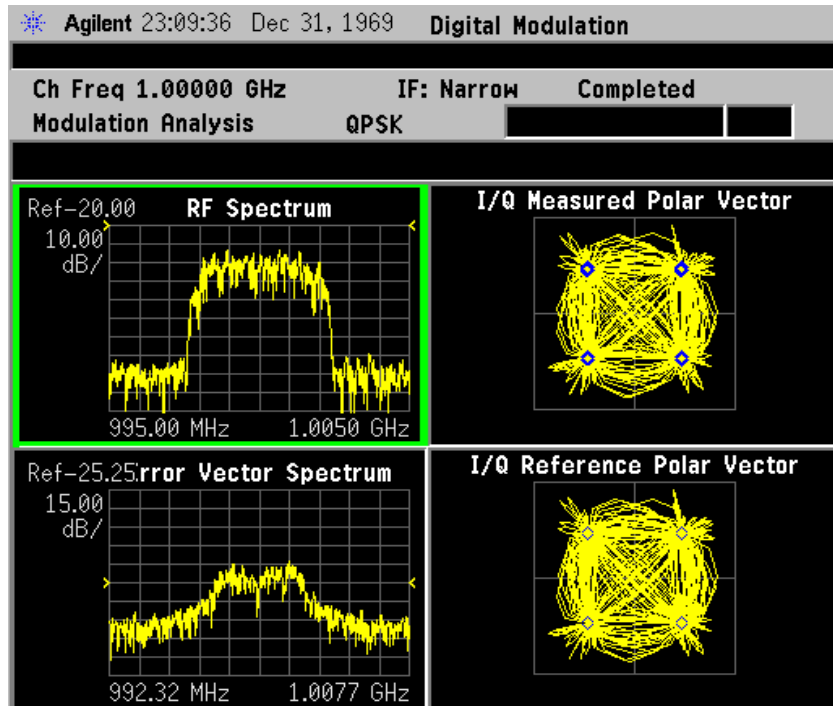 Agilent 23:09:36 Dec 31, 1969 Digital Modulation
Ch Freq 1.00000 GHz IF: Narrow Completed
Modulation Analysis QPSK
Ref-20.00 RF Spectrum
10.00
dB/
995.00 MHz 1.0050 GHz
I/Q Measured Polar Vector
Ref-25.25 rror Vector Spectrum
15.00
dB/
992.32 MHz 1.0077 GHz
I/Q Reference Polar Vector